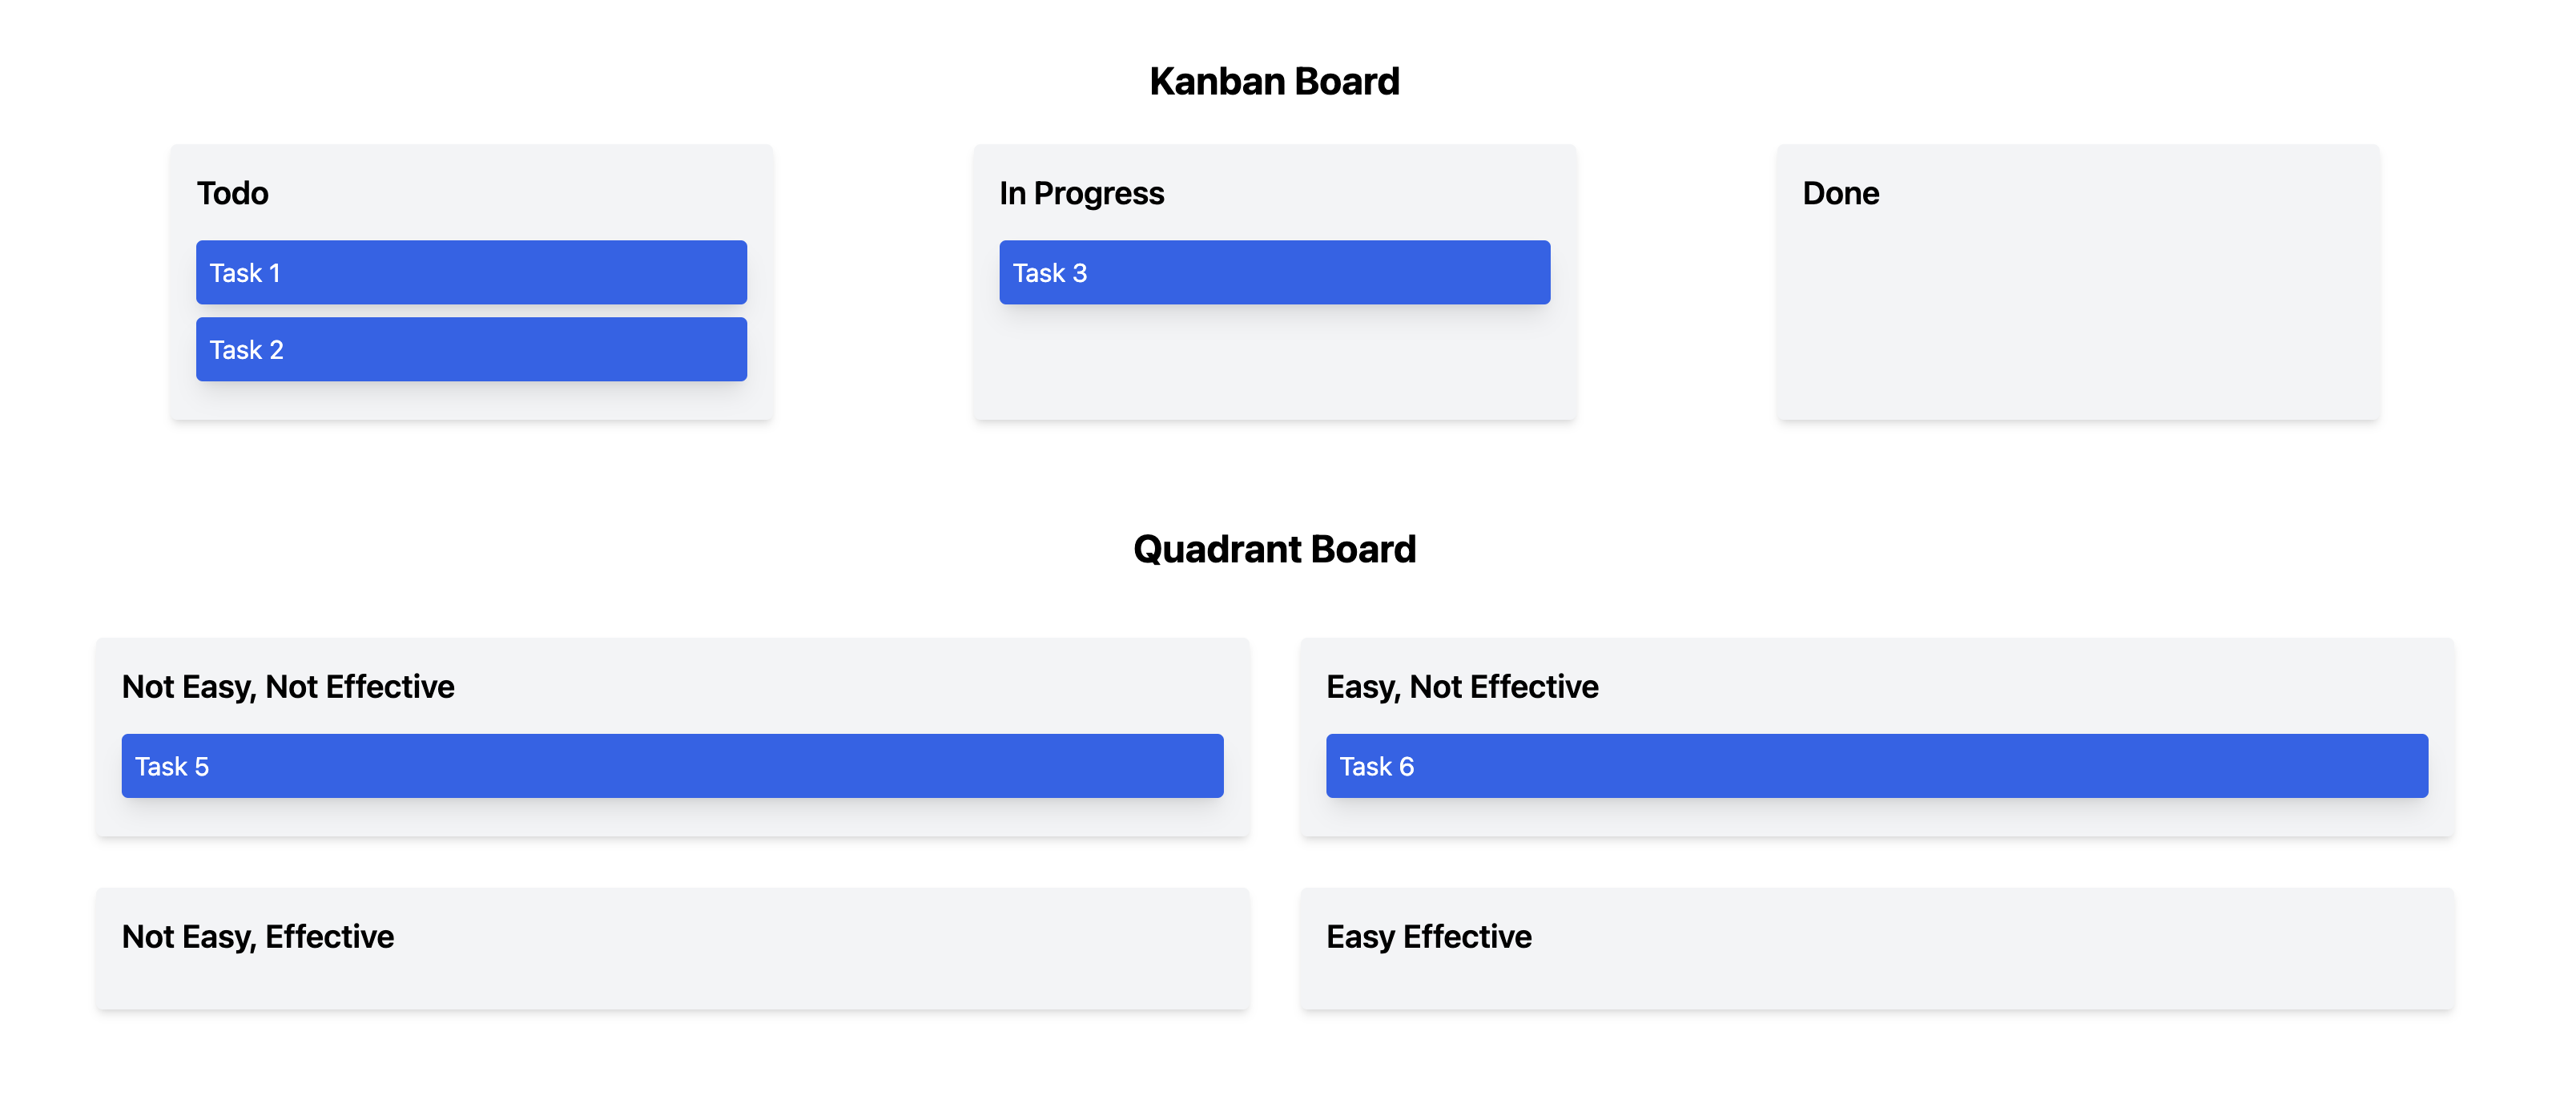 Kanban Board
Todo
Task 1
Task 2
In Progress
Task 3
Done
Quadrant Board
Not Easy, Not Effective
Task 5
Easy, Not Effective
Task 6
Not Easy, Effective
Easy Effective